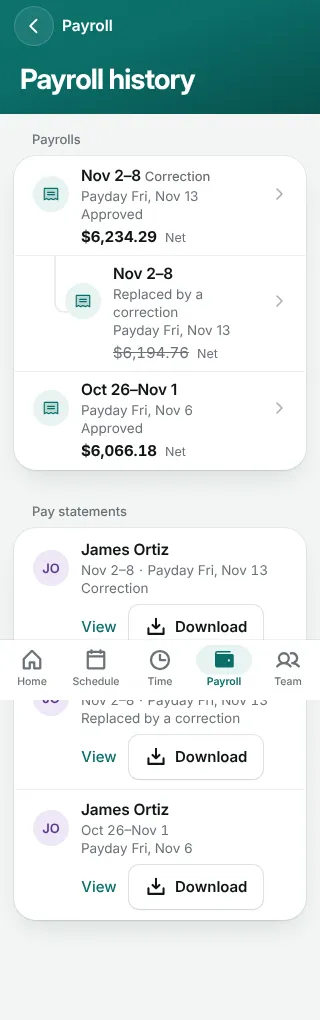 Payroll
Payroll history
Payrolls
Nov 2–8 Correction
Payday Fri, Nov 13
Approved
$6,234.29 Net
Nov 2–8
Replaced by a
correction
Payday Fri, Nov 13
$6,194.76 Net
Oct 26–Nov 1
Payday Fri, Nov 6
Approved
$6,066.18 Net
Pay statements
JO
James Ortiz
Nov 2–8 · Payday Fri, Nov 13
Correction
View
Download
Home
Schedule
Time
Payroll
Team
JO
Nov 2–8 · Payday Fri, Nov 13
Replaced by a correction
View
Download
JO
James Ortiz
Oct 26–Nov 1
Payday Fri, Nov 6
View
Download